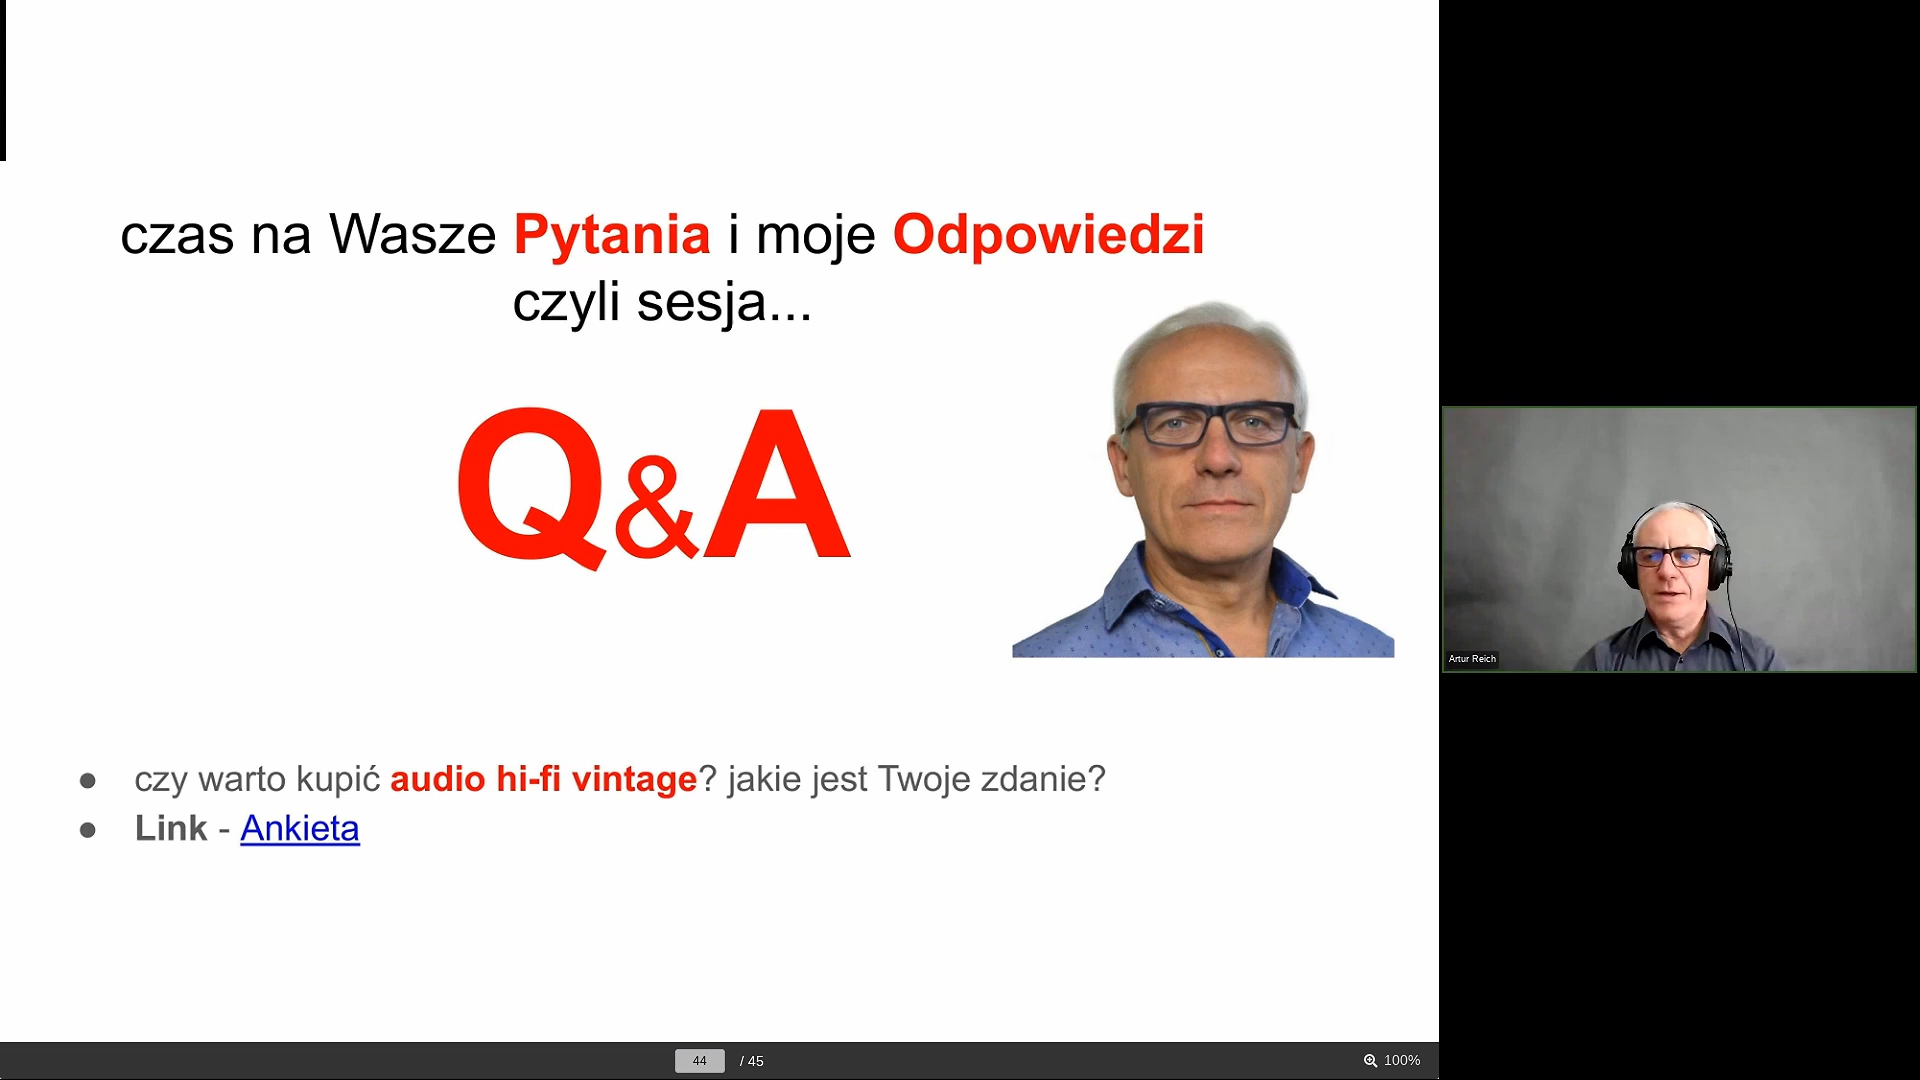 czas na Wasze Pytania i moje Odpowiedzi
czyli sesja...
Q&A
● czy warto kupić audio hi-fi vintage? jakie jest Twoje zdanie?
● Link - Ankieta
Artur Reich
44 / 45
100%